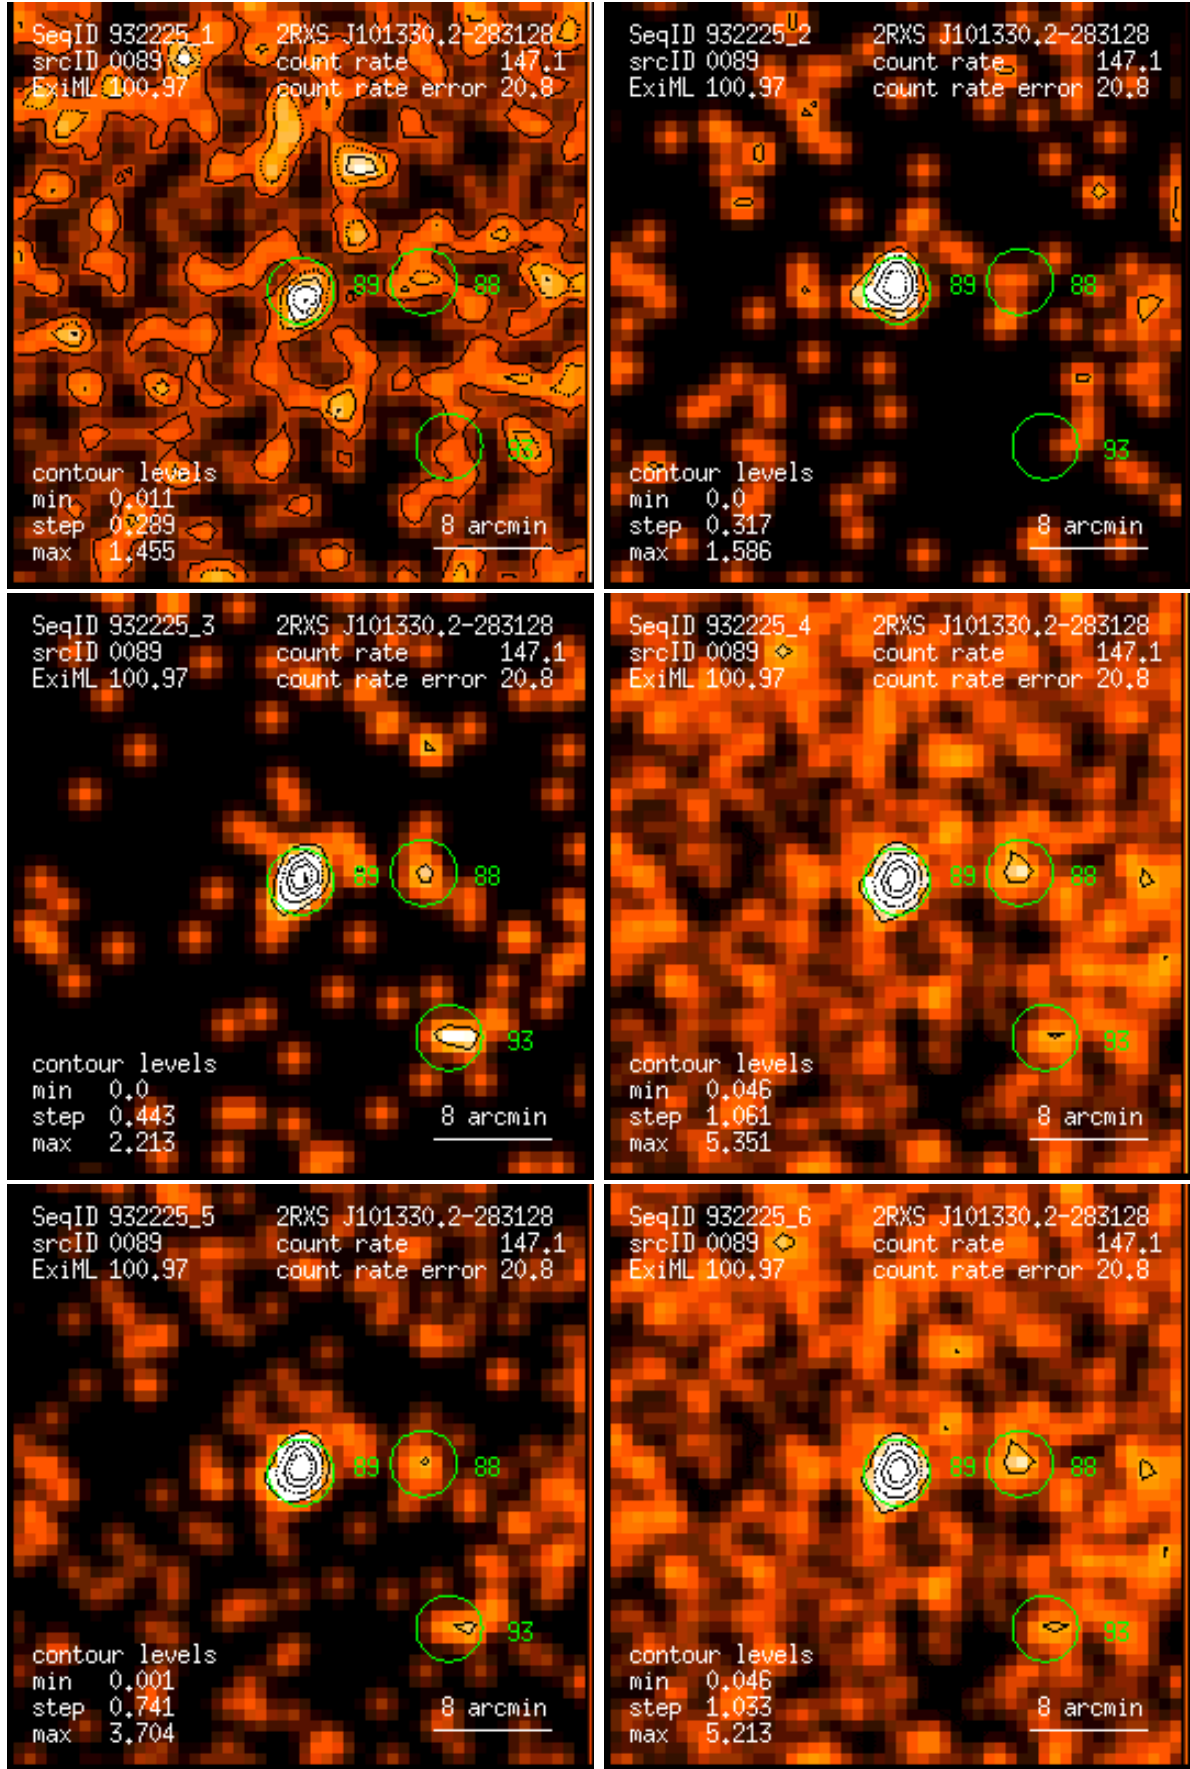 SeqID 932225_1 2RXS J101330.2-283128
srcID 0089 count rate 147.1
ExiML 100.97 count rate error 20.8
89 88
93
contour levels
min 0.011
step 0.289 8 arcmin
max 1.455
SeqID 932225_2 2RXS J101330.2-283128
srcID 0089 count rate 147.1
ExiML 100.97 count rate error 20.8
89 88
93
contour levels
min 0.0
step 0.317 8 arcmin
max 1.586
SeqID 932225_3 2RXS J101330.2-283128
srcID 0089 count rate 147.1
ExiML 100.97 count rate error 20.8
89 88
93
contour levels
min 0.0
step 0.443 8 arcmin
max 2.213
SeqID 932225_4 2RXS J101330.2-283128
srcID 0089 count rate 147.1
ExiML 100.97 count rate error 20.8
89 88
93
contour levels
min 0.046
step 1.061 8 arcmin
max 5.351
SeqID 932225_5 2RXS J101330.2-283128
srcID 0089 count rate 147.1
ExiML 100.97 count rate error 20.8
89 88
93
contour levels
min 0.001
step 0.741 8 arcmin
max 3.704
SeqID 932225_6 2RXS J101330.2-283128
srcID 0089 count rate 147.1
ExiML 100.97 count rate error 20.8
89 88
93
contour levels
min 0.046
step 1.033 8 arcmin
max 5.213